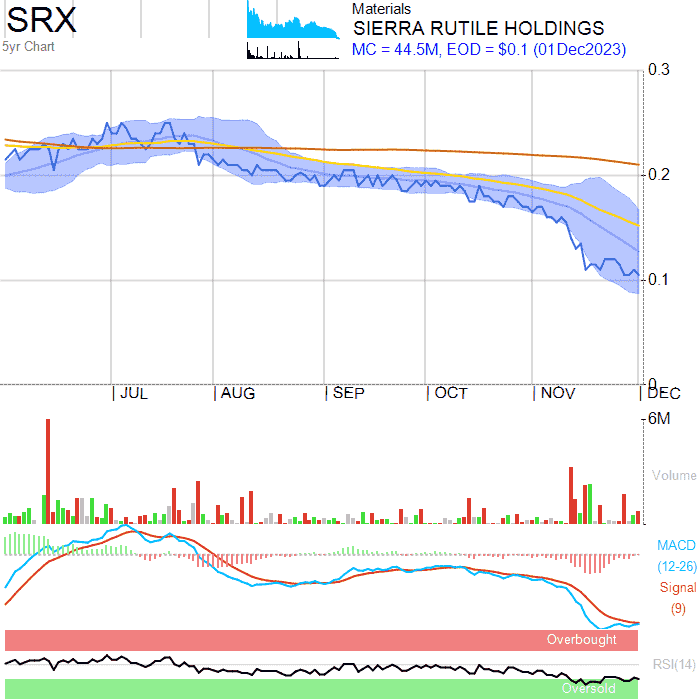 SRX
5yr Chart
Materials
SIERRA RUTILE HOLDINGS
MC = 44.5M, EOD = $0.1 (01Dec2023)
0.3
0.2
0.1
0
JUL AUG SEP OCT NOV DEC
6M
Volume
MACD
(12-26)
Signal
(9)
Overbought
RSI(14)
Oversold